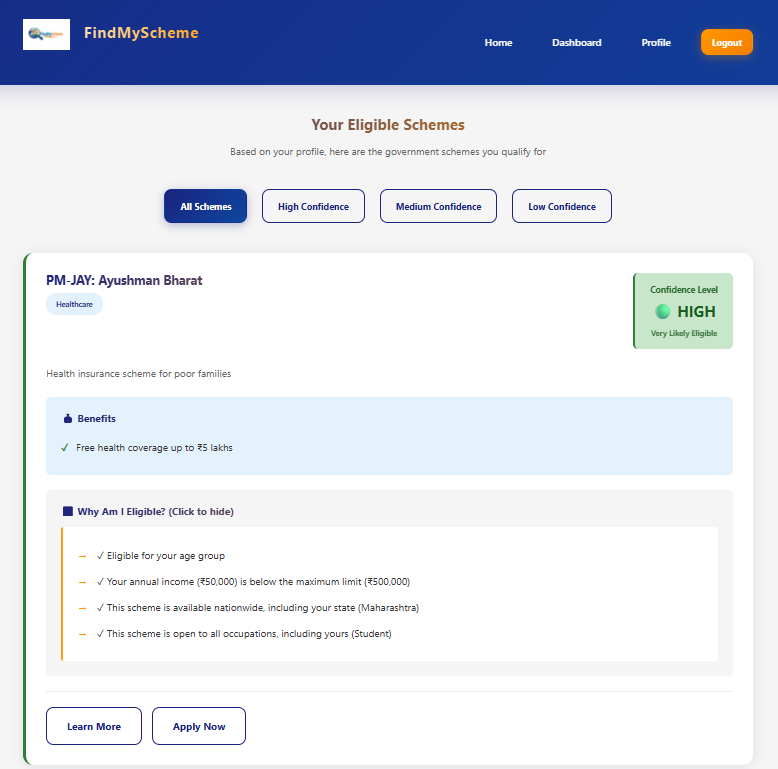 FindMyScheme
Home
Dashboard
Profile
Logout
Your Eligible Schemes
Based on your profile, here are the government schemes you qualify for
All Schemes
High Confidence
Medium Confidence
Low Confidence
PM-JAY: Ayushman Bharat
Healthcare
Confidence Level
HIGH
Very Likely Eligible
Health insurance scheme for poor families
Benefits
✓ Free health coverage up to ₹5 lakhs
Why Am I Eligible? (Click to hide)
→ ✓ Eligible for your age group
→ ✓ Your annual income (₹50,000) is below the maximum limit (₹500,000)
→ ✓ This scheme is available nationwide, including your state (Maharashtra)
→ ✓ This scheme is open to all occupations, including yours (Student)
Learn More
Apply Now